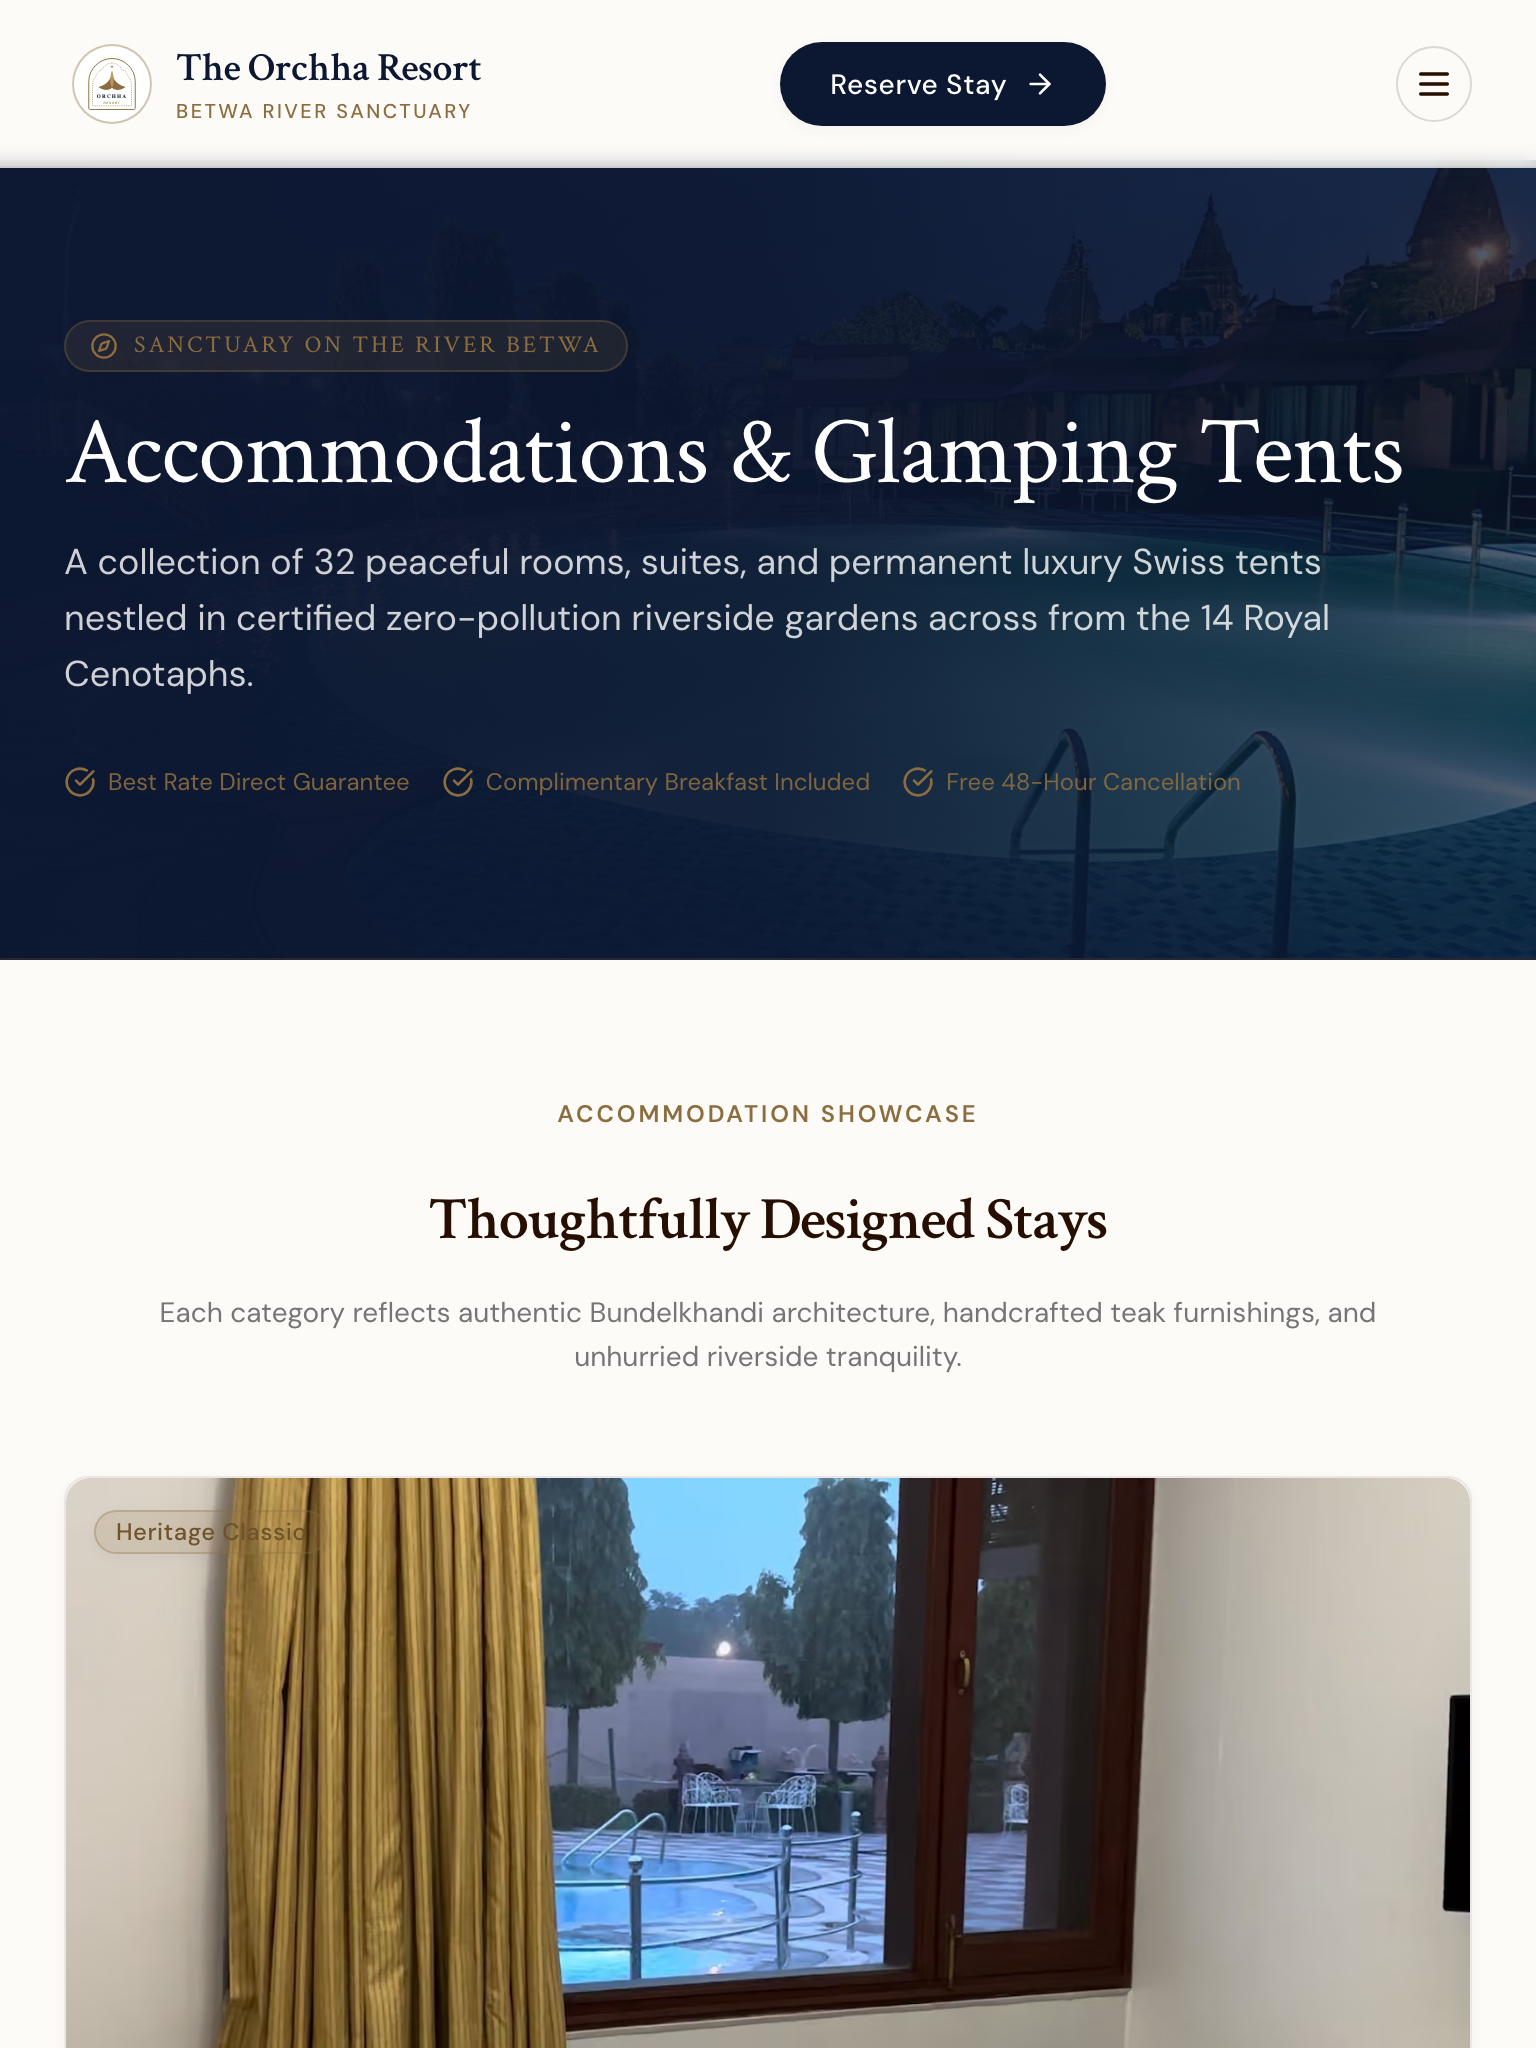 ORCHHA
RESORT
The Orchha Resort
BETWA RIVER SANCTUARY
Reserve Stay
SANCTUARY ON THE RIVER BETWA
Accommodations & Glamping Tents
A collection of 32 peaceful rooms, suites, and permanent luxury Swiss tents
nestled in certified zero-pollution riverside gardens across from the 14 Royal
Cenotaphs.
Best Rate Direct Guarantee
Complimentary Breakfast Included
Free 48-Hour Cancellation
ACCOMMODATION SHOWCASE
Thoughtfully Designed Stays
Each category reflects authentic Bundelkhandi architecture, handcrafted teak furnishings, and
unhurried riverside tranquility.
Heritage Classic